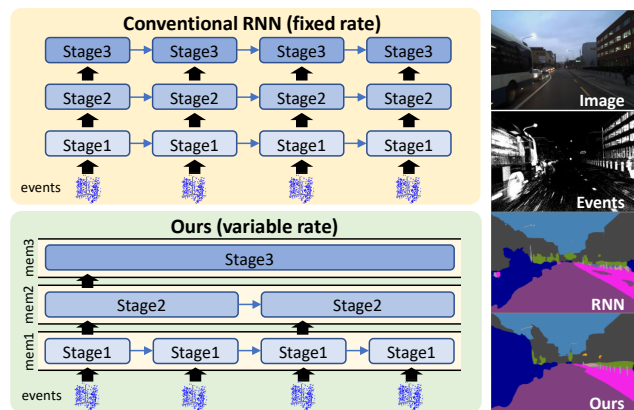 Conventional RNN (fixed rate)
Stage3 Stage3 Stage3 Stage3
Stage2 Stage2 Stage2 Stage2
Stage1 Stage1 Stage1 Stage1
events
Ours (variable rate)
mem3
Stage3
mem2
Stage2 Stage2
mem1
Stage1 Stage1 Stage1 Stage1
events
Image
Events
RNN
Ours